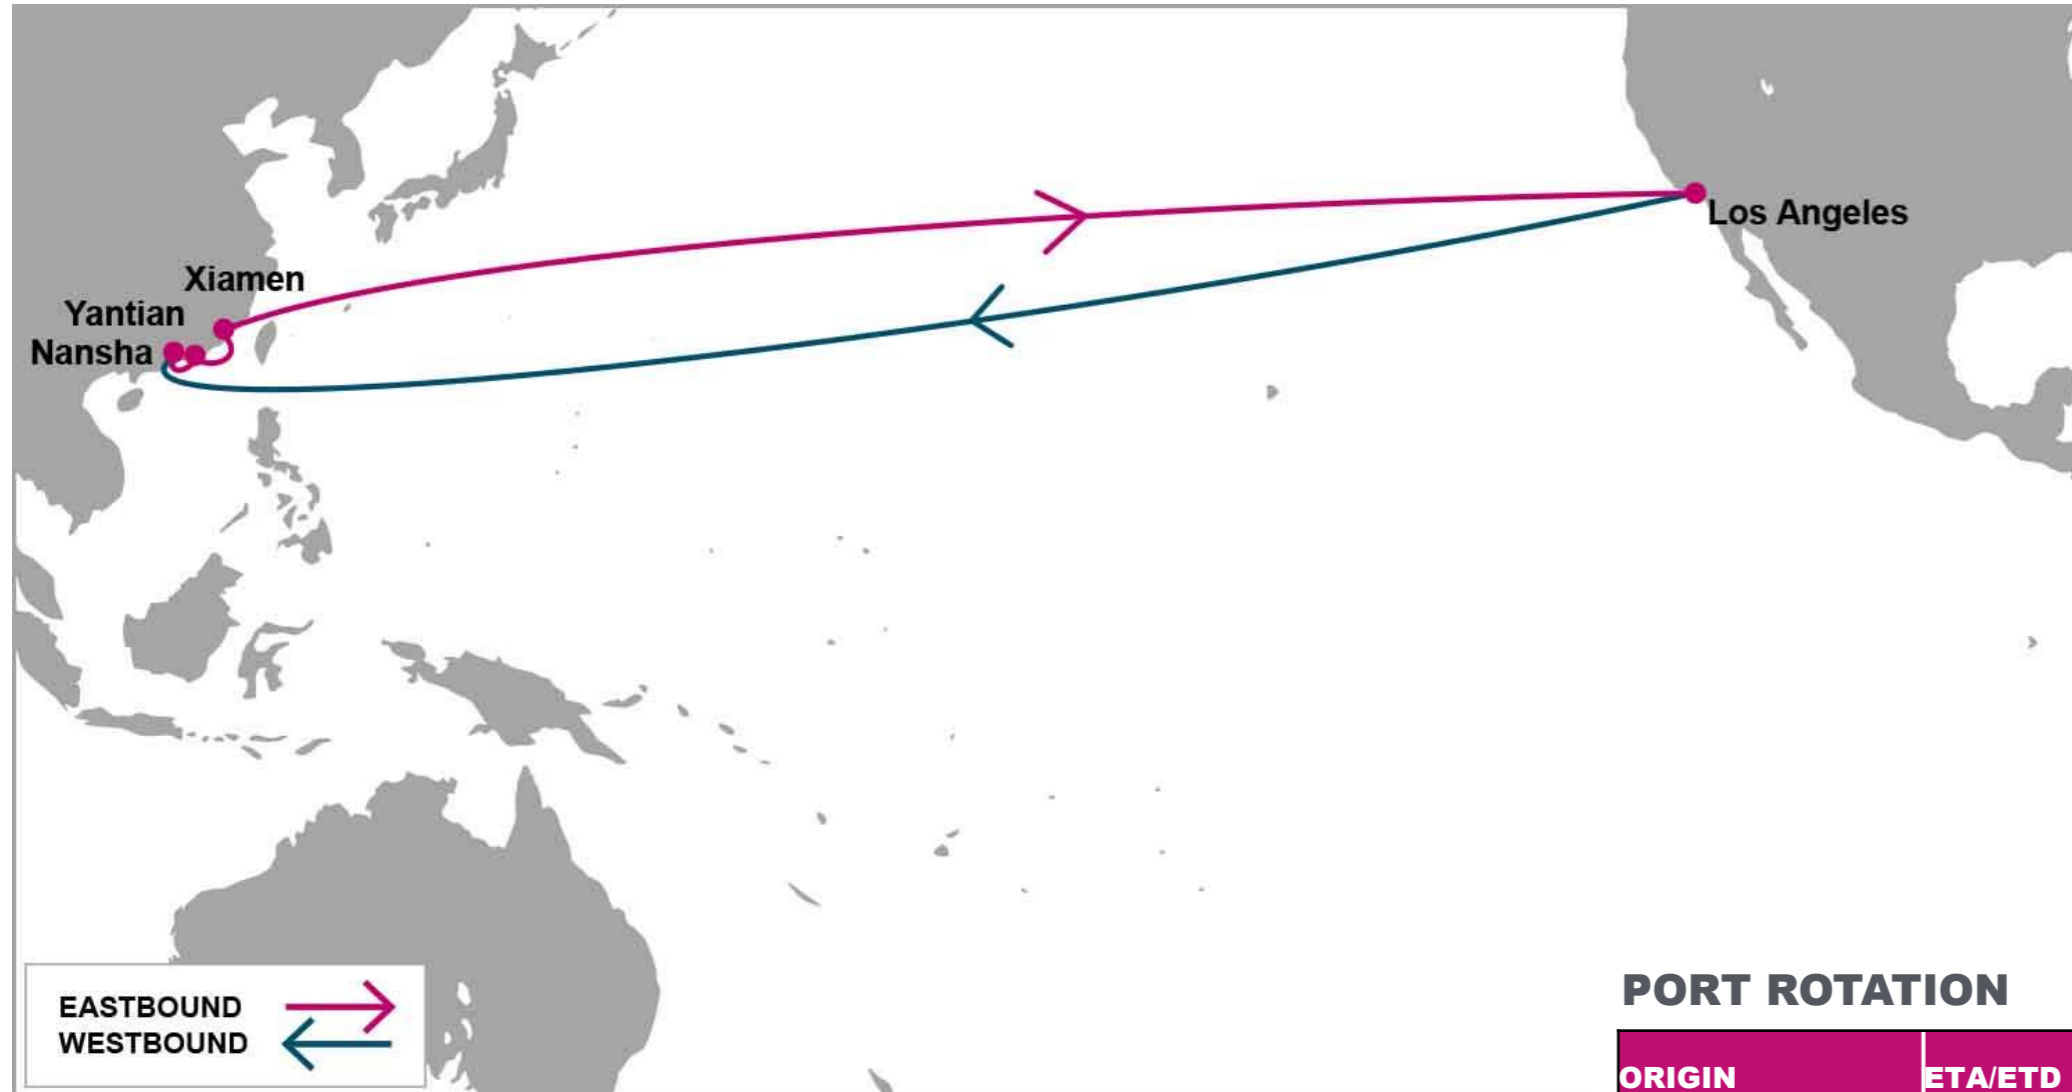 Los Angeles
Xiamen
Yantian
Nansha
EASTBOUND
WESTBOUND
PORT ROTATION
ORIGIN ETA/ETD